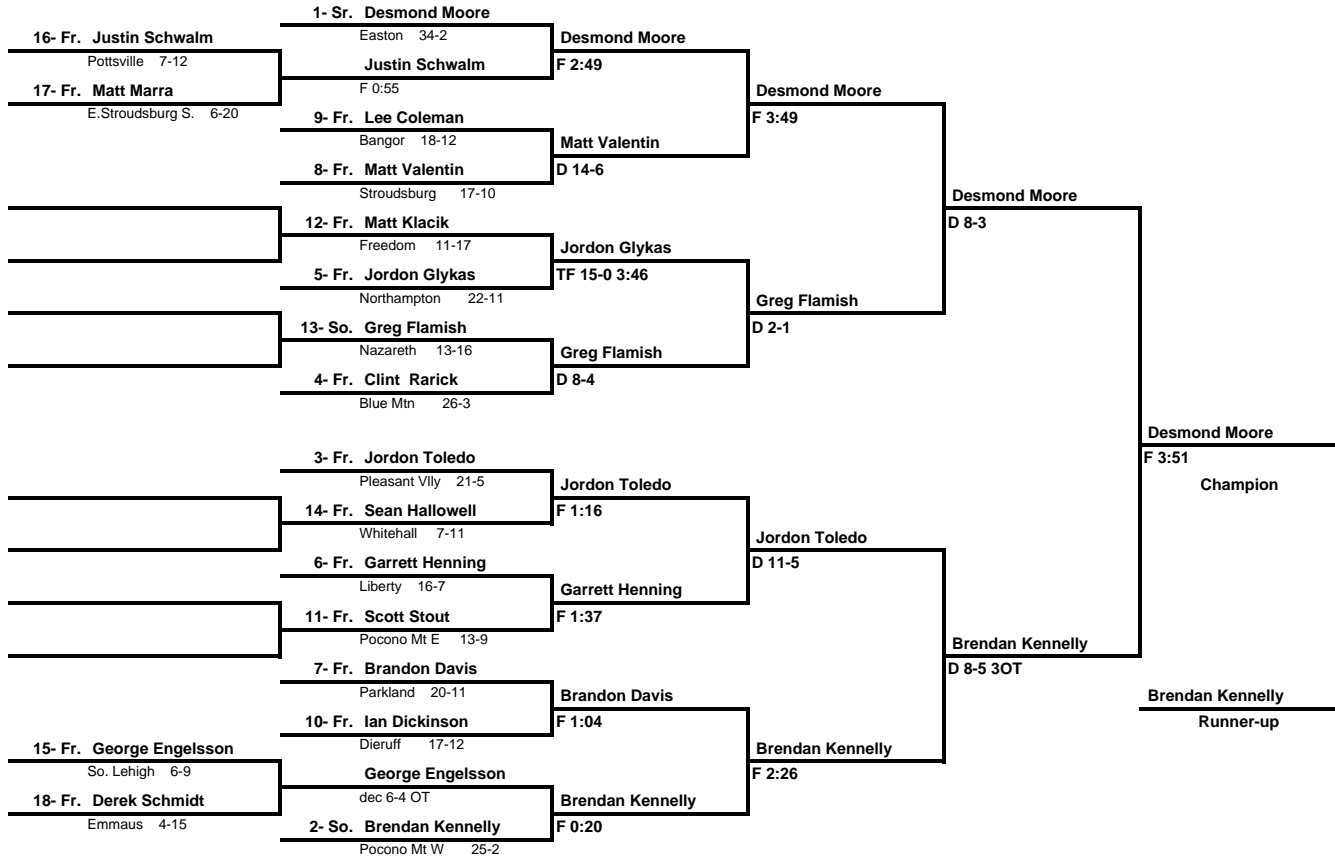 1- Sr. Desmond Moore
Easton 34-2
16- Fr. Justin Schwalm
Pottsville 7-12
Justin Schwalm
F 0:55
17- Fr. Matt Marra
E.Stroudsburg S. 6-20
Desmond Moore
F 2:49
9- Fr. Lee Coleman
Bangor 18-12
8- Fr. Matt Valentin
Stroudsburg 17-10
Matt Valentin
D 14-6
Desmond Moore
F 3:49
12- Fr. Matt Klacik
Freedom 11-17
5- Fr. Jordon Glykas
Northampton 22-11
Jordon Glykas
TF 15-0 3:46
13- So. Greg Flamish
Nazareth 13-16
4- Fr. Clint Rarick
Blue Mtn 26-3
Greg Flamish
D 8-4
Greg Flamish
D 2-1
Desmond Moore
D 8-3
3- Fr. Jordon Toledo
Pleasant Vlly 21-5
14- Fr. Sean Hallowell
Whitehall 7-11
Jordon Toledo
F 1:16
6- Fr. Garrett Henning
Liberty 16-7
11- Fr. Scott Stout
Pocono Mt E 13-9
Garrett Henning
F 1:37
Jordon Toledo
D 11-5
7- Fr. Brandon Davis
Parkland 20-11
10- Fr. Ian Dickinson
Dieruff 17-12
Brandon Davis
F 1:04
15- Fr. George Engelsson
So. Lehigh 6-9
18- Fr. Derek Schmidt
Emmaus 4-15
George Engelsson
dec 6-4 OT
2- So. Brendan Kennelly
Pocono Mt W 25-2
Brendan Kennelly
F 0:20
Brendan Kennelly
F 2:26
Brendan Kennelly
D 8-5 3OT
Desmond Moore
F 3:51
Champion
Brendan Kennelly
Runner-up